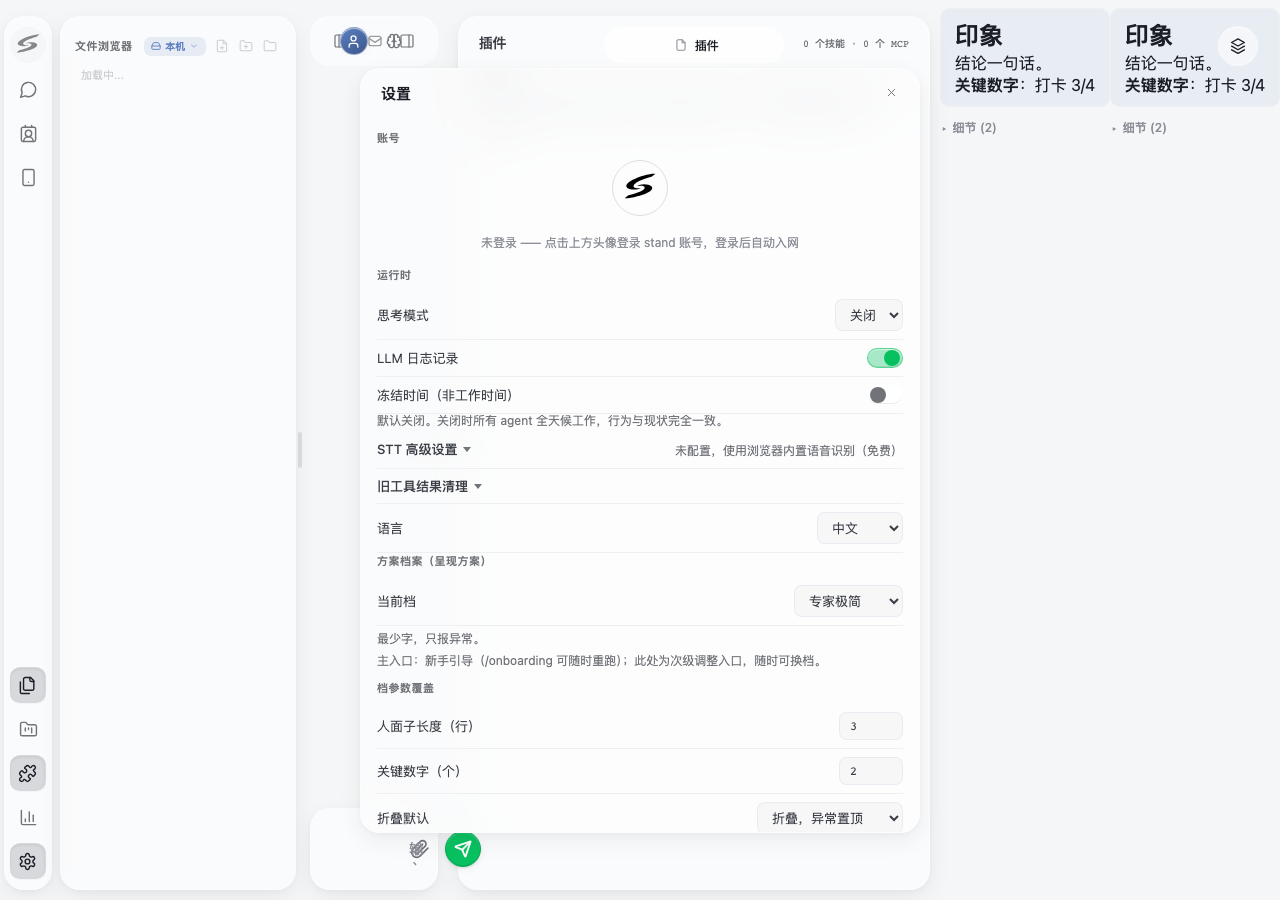 文件浏览器
本机
加载中...
插件
插件
0 个技能 · 0 个 MCP
印象
结论一句话。
关键数字：打卡 3/4
▸ 细节 (2)
印象
结论一句话。
关键数字：打卡 3/4
▸ 细节 (2)
设置
账号
未登录 —— 点击上方头像登录 stand 账号，登录后自动入网
运行时
思考模式
关闭
LLM 日志记录
冻结时间（非工作时间）
默认关闭。关闭时所有 agent 全天候工作，行为与现状完全一致。
STT 高级设置
未配置，使用浏览器内置语音识别（免费）
旧工具结果清理
语言
中文
方案档案（呈现方案）
当前档
专家极简
最少字，只报异常。
主入口：新手引导（/onboarding 可随时重跑）；此处为次级调整入口，随时可换档。
档参数覆盖
人面子长度（行）
3
关键数字（个）
2
折叠默认
折叠，异常置顶